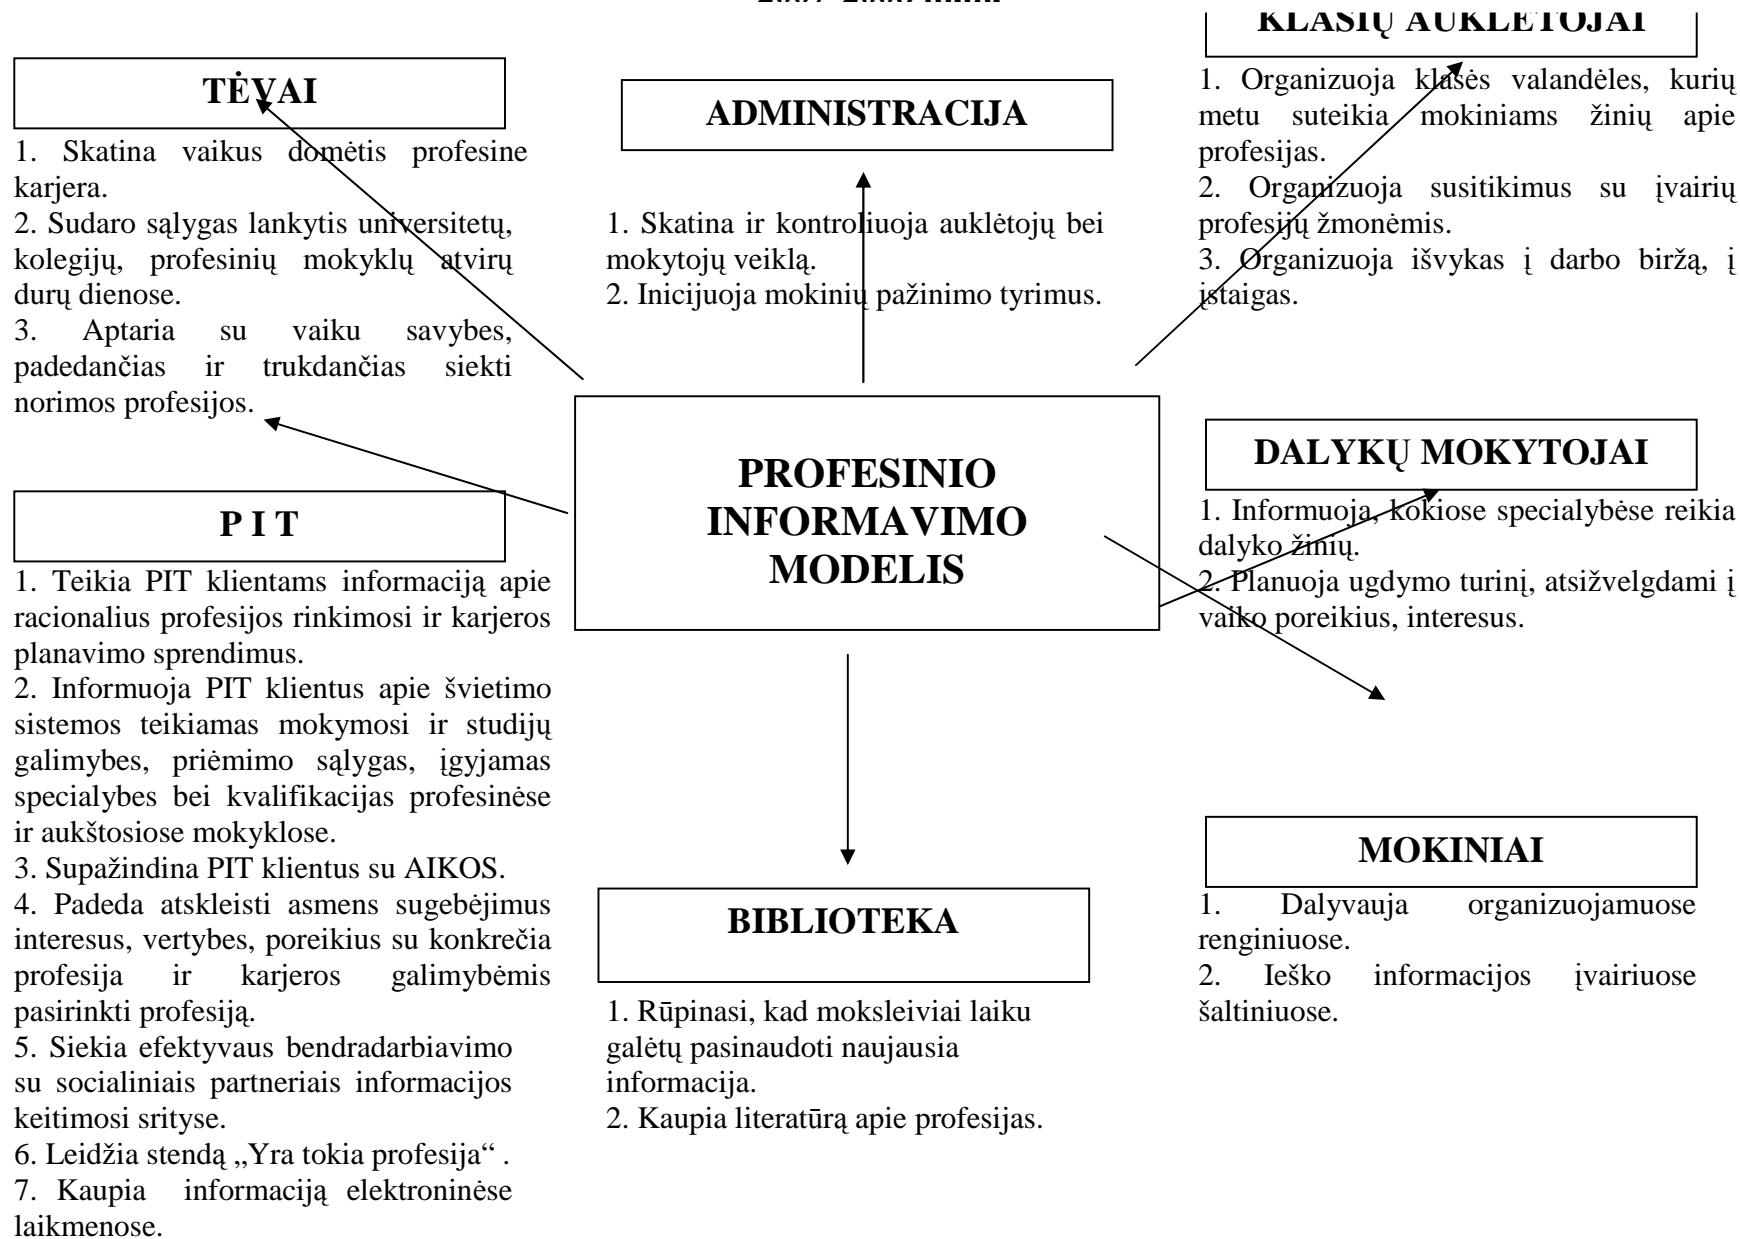 KLASIŲ AUKLĖTOJAI
1. Organizuoja klasės valandėles, kurių
metu suteikia mokiniams žinių apie
profesijas.
2. Organizuoja susitikimus su įvairių
profesijų žmonėmis.
3. Organizuoja išvykas į darbo biržą, į
įstaigas.
TĖVAI
1. Skatina vaikus domėtis profesine
karjera.
2. Sudaro sąlygas lankytis universitetų,
kolegijų, profesinių mokyklų atvirų
durų dienose.
3. Aptaria su vaiku savybes,
padedančias ir trukdančias siekti
norimos profesijos.
ADMINISTRACIJA
1. Skatina ir kontroliuoja auklėtojų bei
mokytojų veiklą.
2. Inicijuoja mokinių pažinimo tyrimus.
PROFESINIO
INFORMAVIMO
MODELIS
DALYKŲ MOKYTOJAI
1. Informuoja, kokiose specialybėse reikia
dalyko žinių.
2. Planuoja ugdymo turinį, atsižvelgdami į
vaiko poreikius, interesus.
P I T
1. Teikia PIT klientams informaciją apie
racionalius profesijos rinkimosi ir karjeros
planavimo sprendimus.
2. Informuoja PIT klientus apie švietimo
sistemos teikiamas mokymosi ir studijų
galimybes, priėmimo sąlygas, įgyjamas
specialybes bei kvalifikacijas profesinėse
ir aukštosiose mokyklose.
3. Supažindina PIT klientus su AIKOS.
4. Padeda atskleisti asmens sugebėjimus
interesus, vertybes, poreikius su konkrečia
profesija ir karjeros galimybėmis
pasirinkti profesiją.
5. Siekia efektyvaus bendradarbiavimo
su socialiniais partneriais informacijos
keitimosi srityse.
6. Leidžia stendą „Yra tokia profesija“ .
7. Kaupia informaciją elektroninėse
laikmenose.
BIBLIOTEKA
1. Rūpinasi, kad moksleiviai laiku
galėtų pasinaudoti naujausia
informacija.
2. Kaupia literatūrą apie profesijas.
MOKINIAI
1. Dalyvauja organizuojamuose
renginiuose.
2. Ieško informacijos įvairiuose
šaltiniuose.